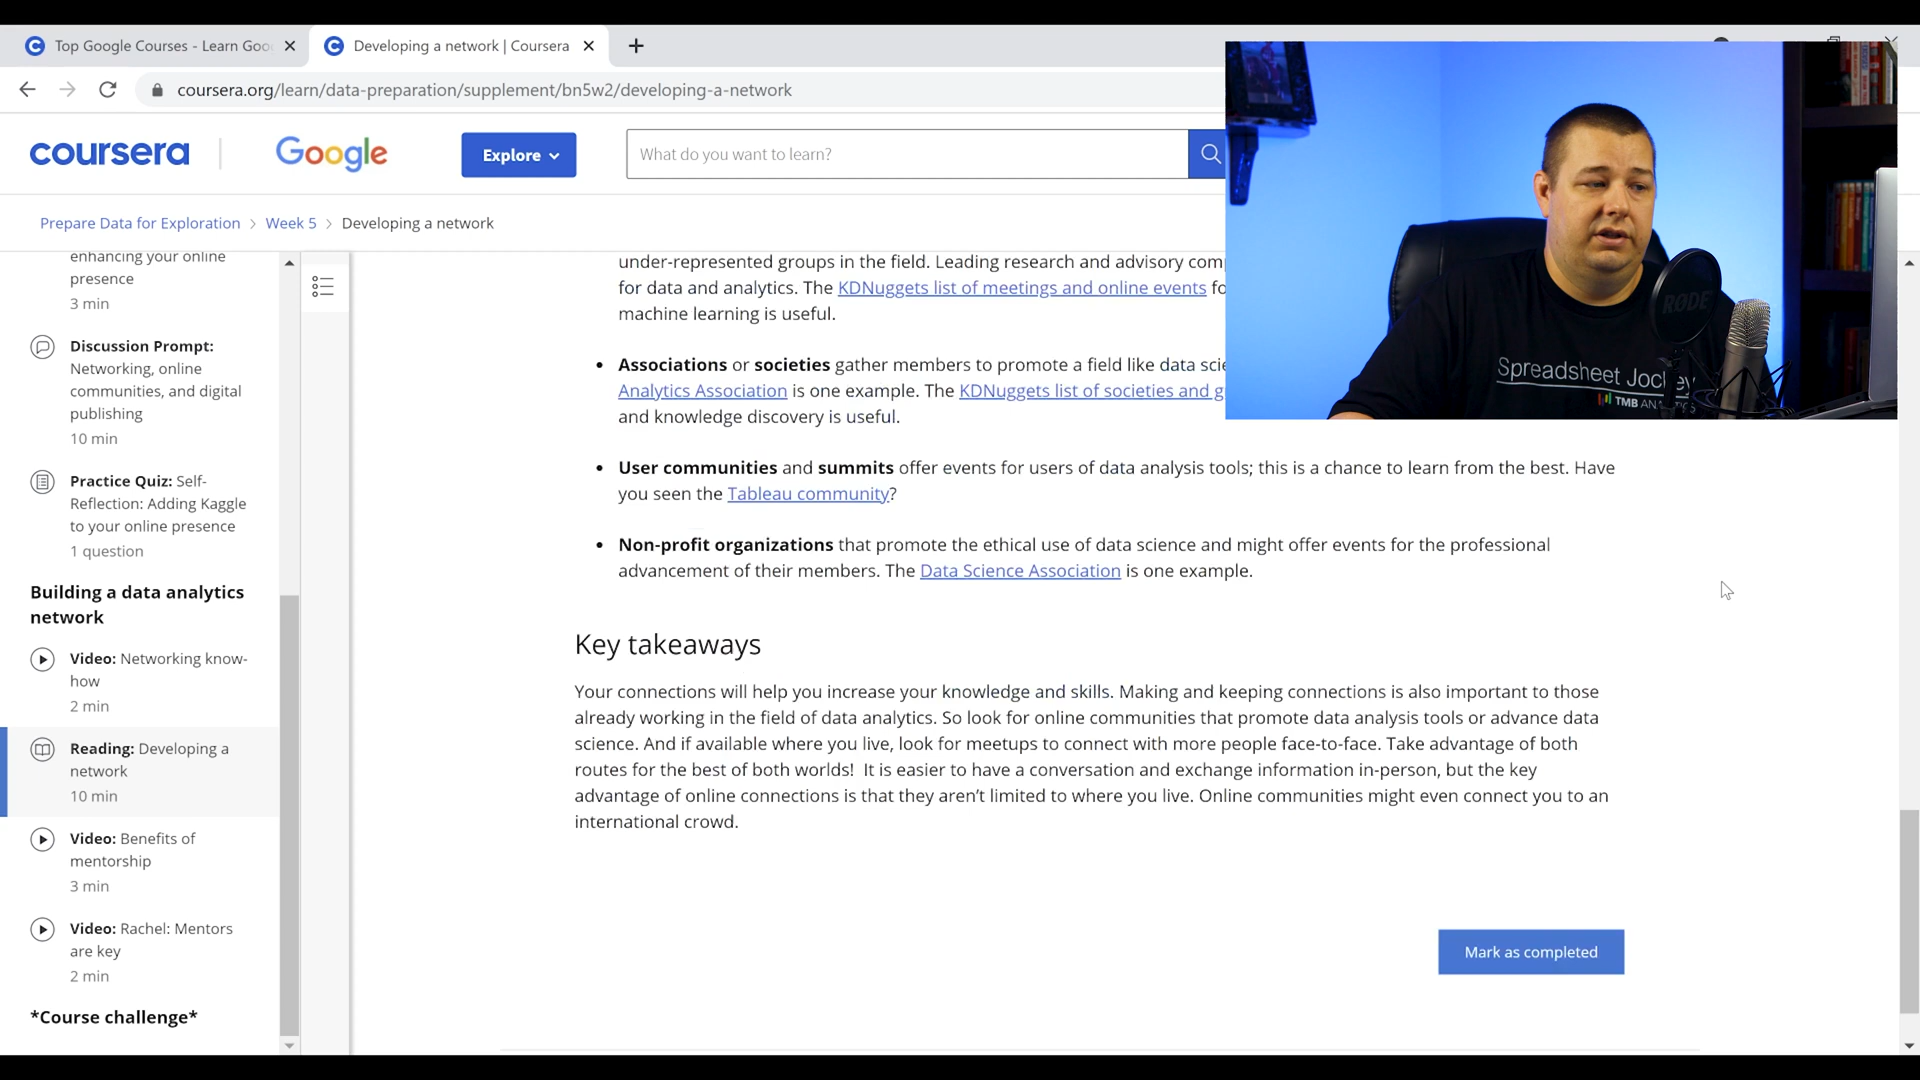 Top Google Courses - Learn Goo
Developing a network | Coursera
coursera.org/learn/data-preparation/supplement/bn5w2/developing-a-network
coursera
Google
Explore
What do you want to learn?
Prepare Data for Exploration > Week 5 > Developing a network
enhancing your online
presence
3 min
Discussion Prompt:
Networking, online
communities, and digital
publishing
10 min
Practice Quiz: Self-
Reflection: Adding Kaggle
to your online presence
1 question
Building a data analytics
network
Video: Networking know-
how
2 min
Reading: Developing a
network
10 min
Video: Benefits of
mentorship
3 min
Video: Rachel: Mentors
are key
2 min
*Course challenge*
under-represented groups in the field. Leading research and advisory com
for data and analytics. The KDNuggets list of meetings and online events fo
machine learning is useful.
• Associations or societies gather members to promote a field like data scie
Analytics Association is one example. The KDNuggets list of societies and g
and knowledge discovery is useful.
• User communities and summits offer events for users of data analysis tools; this is a chance to learn from the best. Have
you seen the Tableau community?
• Non-profit organizations that promote the ethical use of data science and might offer events for the professional
advancement of their members. The Data Science Association is one example.
Key takeaways
Your connections will help you increase your knowledge and skills. Making and keeping connections is also important to those
already working in the field of data analytics. So look for online communities that promote data analysis tools or advance data
science. And if available where you live, look for meetups to connect with more people face-to-face. Take advantage of both
routes for the best of both worlds! It is easier to have a conversation and exchange information in-person, but the key
advantage of online connections is that they aren't limited to where you live. Online communities might even connect you to an
international crowd.
Mark as completed
RØDE
Spreadsheet Jockey
TMB